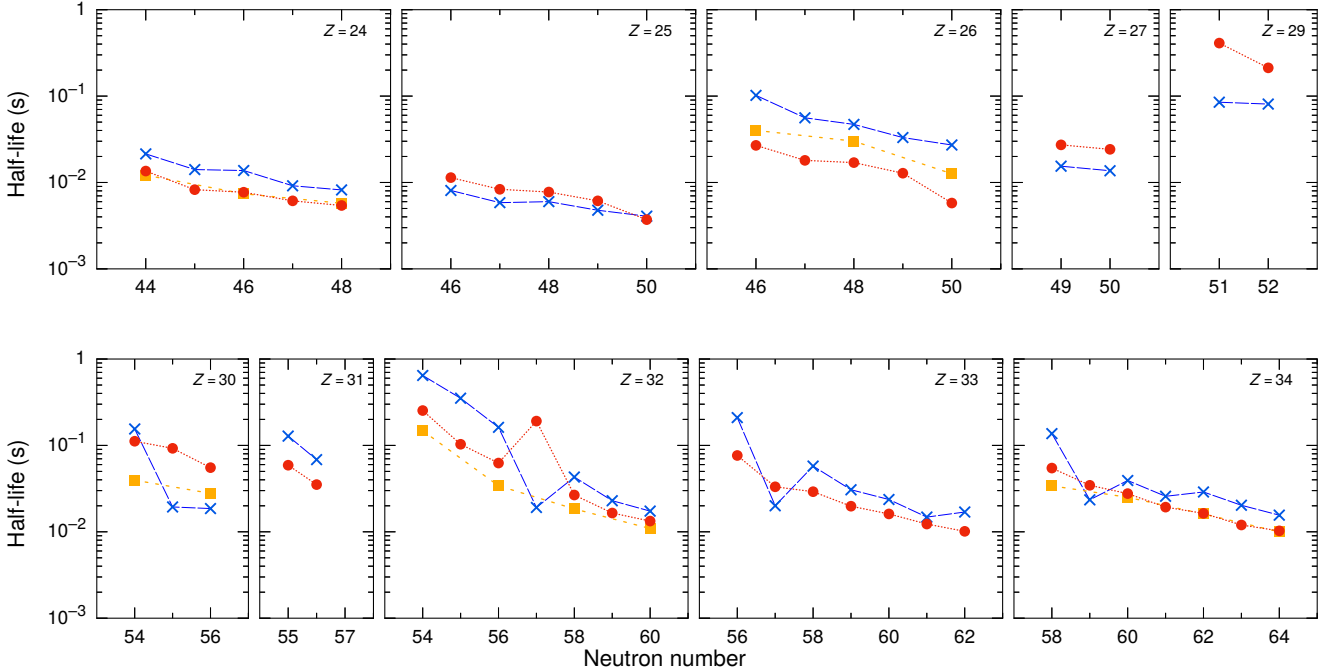 Z = 24
Z = 25
Z = 26
Z = 27
Z = 29
1
10⁻¹
10⁻²
10⁻³
Half-life (s)
44 46 48
46 48 50
46 48 50
49 50
51 52
Z = 30
Z = 31
Z = 32
Z = 33
Z = 34
1
10⁻¹
10⁻²
10⁻³
Half-life (s)
54 56
55 57
54 56 58 60
56 58 60 62
58 60 62 64
Neutron number